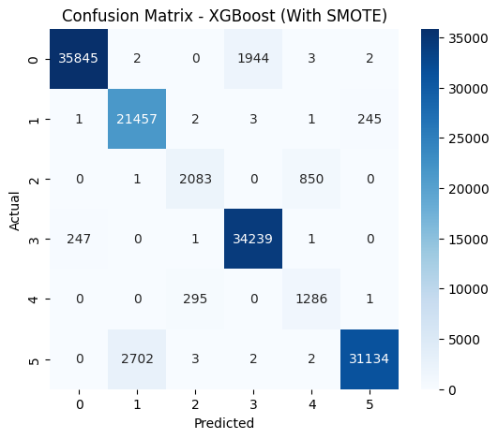 Confusion Matrix - XGBoost (With SMOTE)
0 35845 2 0 1944 3 2
1 1 21457 2 3 1 245
2 0 1 2083 0 850 0
3 247 0 1 34239 1 0
4 0 0 295 0 1286 1
5 0 2702 3 2 2 31134
0 1 2 3 4 5
Actual
Predicted
35000
30000
25000
20000
15000
10000
5000
0